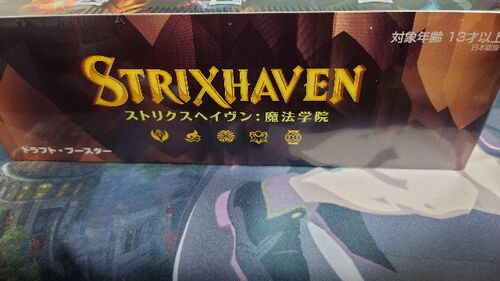 対象年齢 13才以上
日本語版
STRIXHAVEN
ストリクスヘイヴン：魔法学院
ドラフト・ブースター